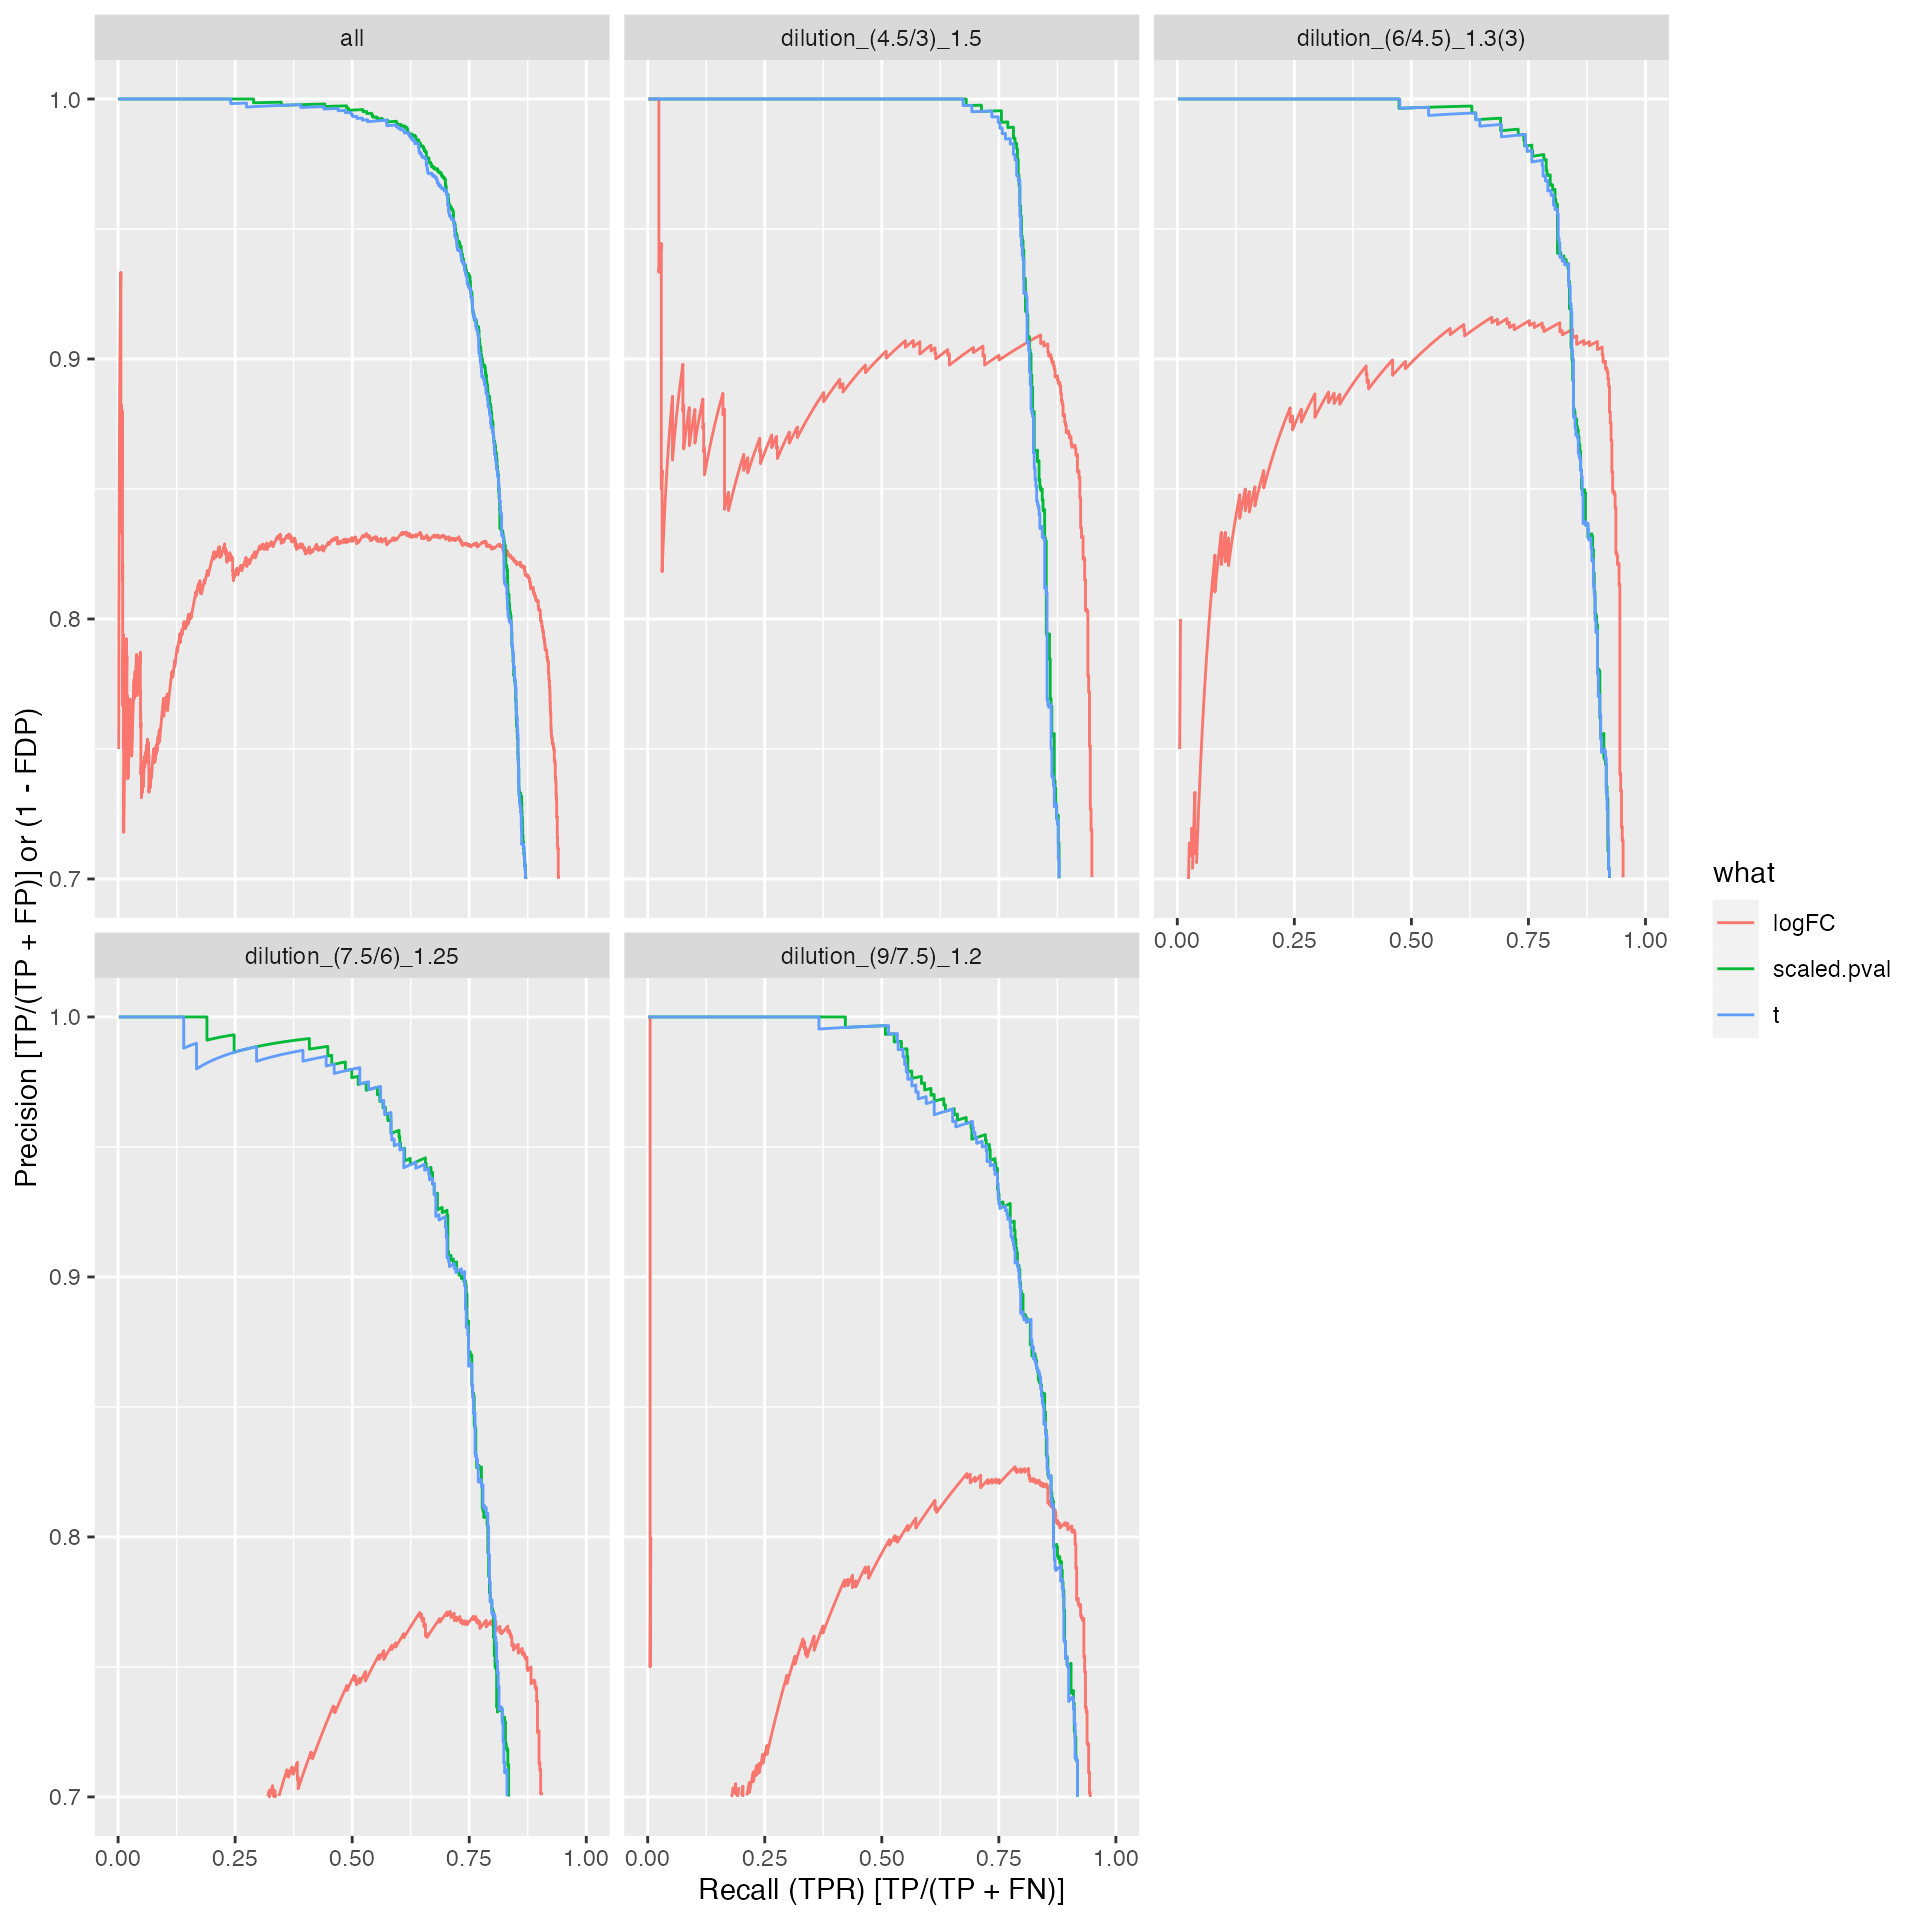 all
dilution_(4.5/3)_1.5
dilution_(6/4.5)_1.3(3)
1.0
0.9
0.8
0.7
0.00 0.25 0.50 0.75 1.00
dilution_(7.5/6)_1.25
dilution_(9/7.5)_1.2
1.0
0.9
0.8
0.7
0.00 0.25 0.50 0.75 1.00
0.00 0.25 0.50 0.75 1.00
Recall (TPR) [TP/(TP + FN)]
Precision [TP/(TP + FP)] or (1 - FDP)
what
logFC
scaled.pval
t